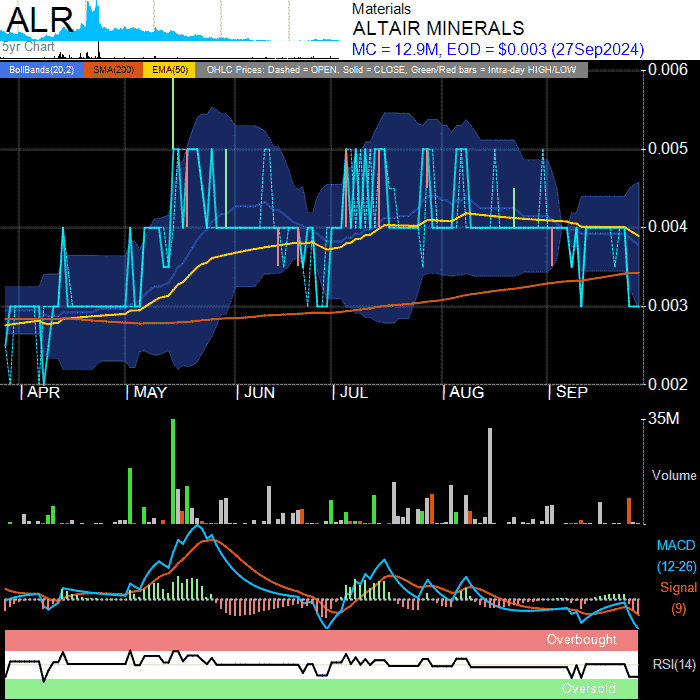 ALR
5yr Chart
Materials
ALTAIR MINERALS
MC = 12.9M, EOD = $0.003 (27Sep2024)
BollBands(20,2) SMA(200) EMA(50) OHLC Prices: Dashed = OPEN, Solid = CLOSE, Green/Red bars = Intra-day HIGH/LOW
0.006
0.005
0.004
0.003
0.002
APR MAY JUN JUL AUG SEP
35M
Volume
MACD
(12-26)
Signal
(9)
Overbought
RSI(14)
Oversold